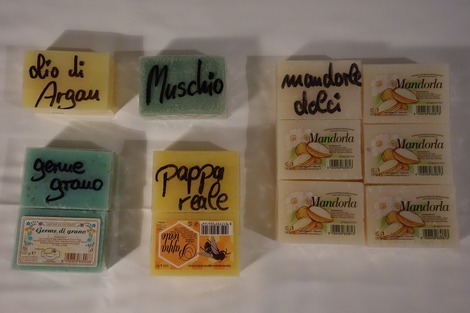 olio di
Argan
Muschio
mandorle
dolci
Mandorla
Mandorla
Mandorla
Mandorla
Mandorla
germe
grano
Germe di grano
pappa
reale
Pappa
reale